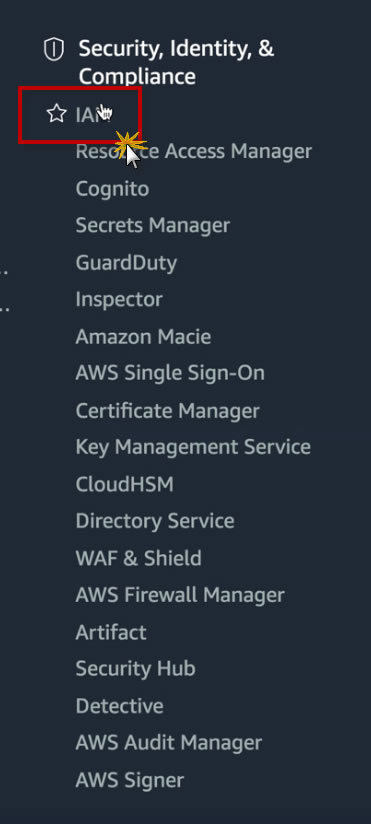 Security, Identity, &
Compliance
IAM
Resource Access Manager
Cognito
Secrets Manager
GuardDuty
Inspector
Amazon Macie
AWS Single Sign-On
Certificate Manager
Key Management Service
CloudHSM
Directory Service
WAF & Shield
AWS Firewall Manager
Artifact
Security Hub
Detective
AWS Audit Manager
AWS Signer